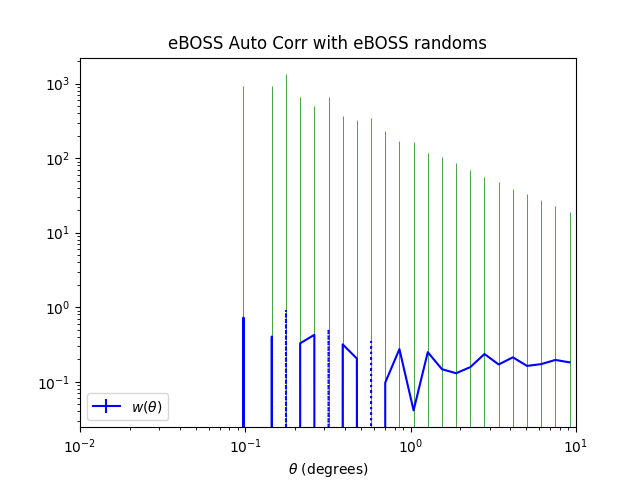 eBOSS Auto Corr with eBOSS randoms
10³
10²
10¹
10⁰
10⁻¹
w(θ)
10⁻² 10⁻¹ 10⁰ 10¹
θ (degrees)